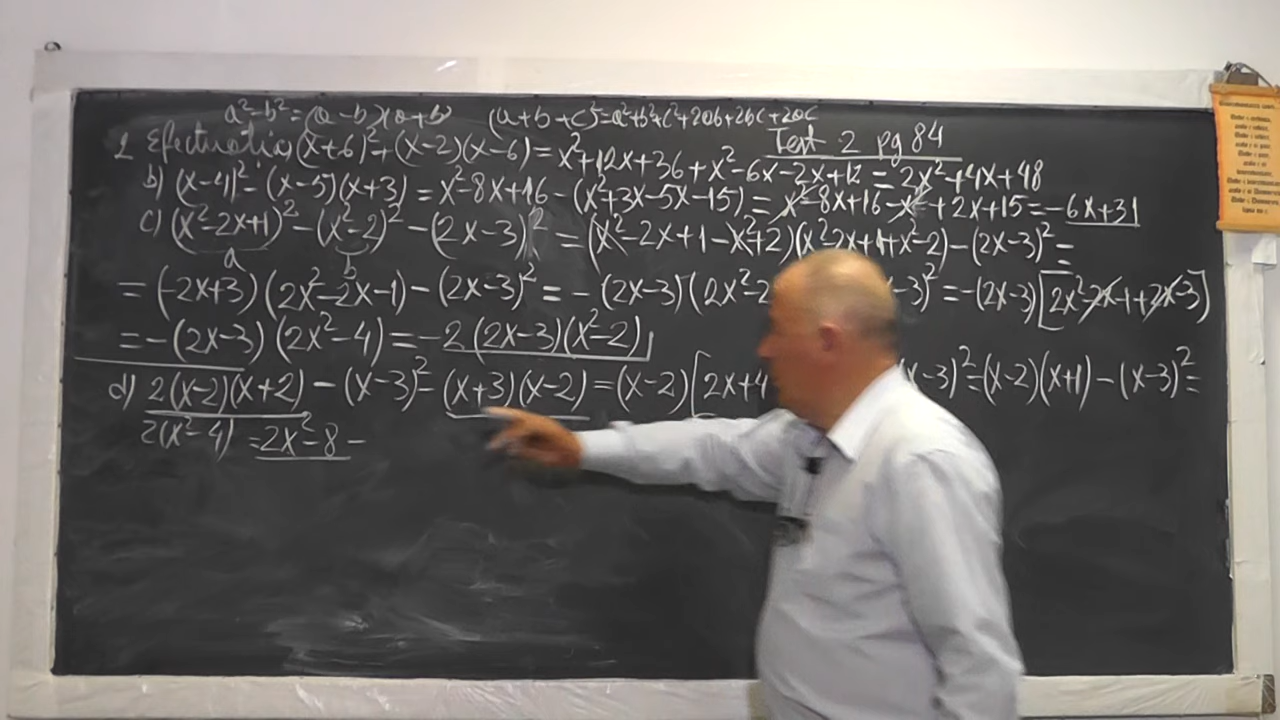 a²-b²=(a-b)(a+b) (a+b+c)²=a²+b²+c²+2ab+2bc+2ac
Test 2 pg 84
2 Efectuați a) (x+6)²+(x-2)(x-6)=x²+12x+36+x²-6x-2x+12=2x²+4x+48
b) (x-4)²-(x-5)(x+3)=x²-8x+16-(x²+3x-5x-15)=x²-8x+16-x²+2x+15=-6x+31
c) (x²-2x+1)²-(x²-2)²-(2x-3)²=(x²-2x+1-x²+2)(x²-2x+1+x²-2)-(2x-3)²=
a b
=(-2x+3)(2x²-2x-1)-(2x-3)²=-(2x-3)(2x²-2 -3)²=-(2x-3)[2x²-2x-1+2x-3]
=-(2x-3)(2x²-4)=-2(2x-3)(x²-2)
d) 2(x-2)(x+2)-(x-3)²-(x+3)(x-2)=(x-2)[2x+4 x-3)²=(x-2)(x+1)-(x-3)²=
2(x²-4)=2x²-8-